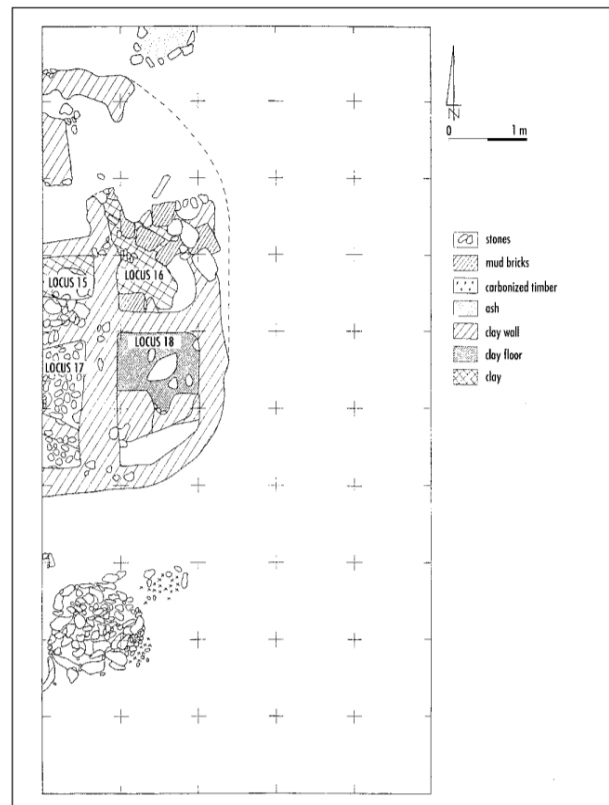 N
0 1 m
stones
mud bricks
carbonized timber
ash
clay wall
clay floor
clay
LOCUS 15
LOCUS 16
LOCUS 18
LOCUS 17